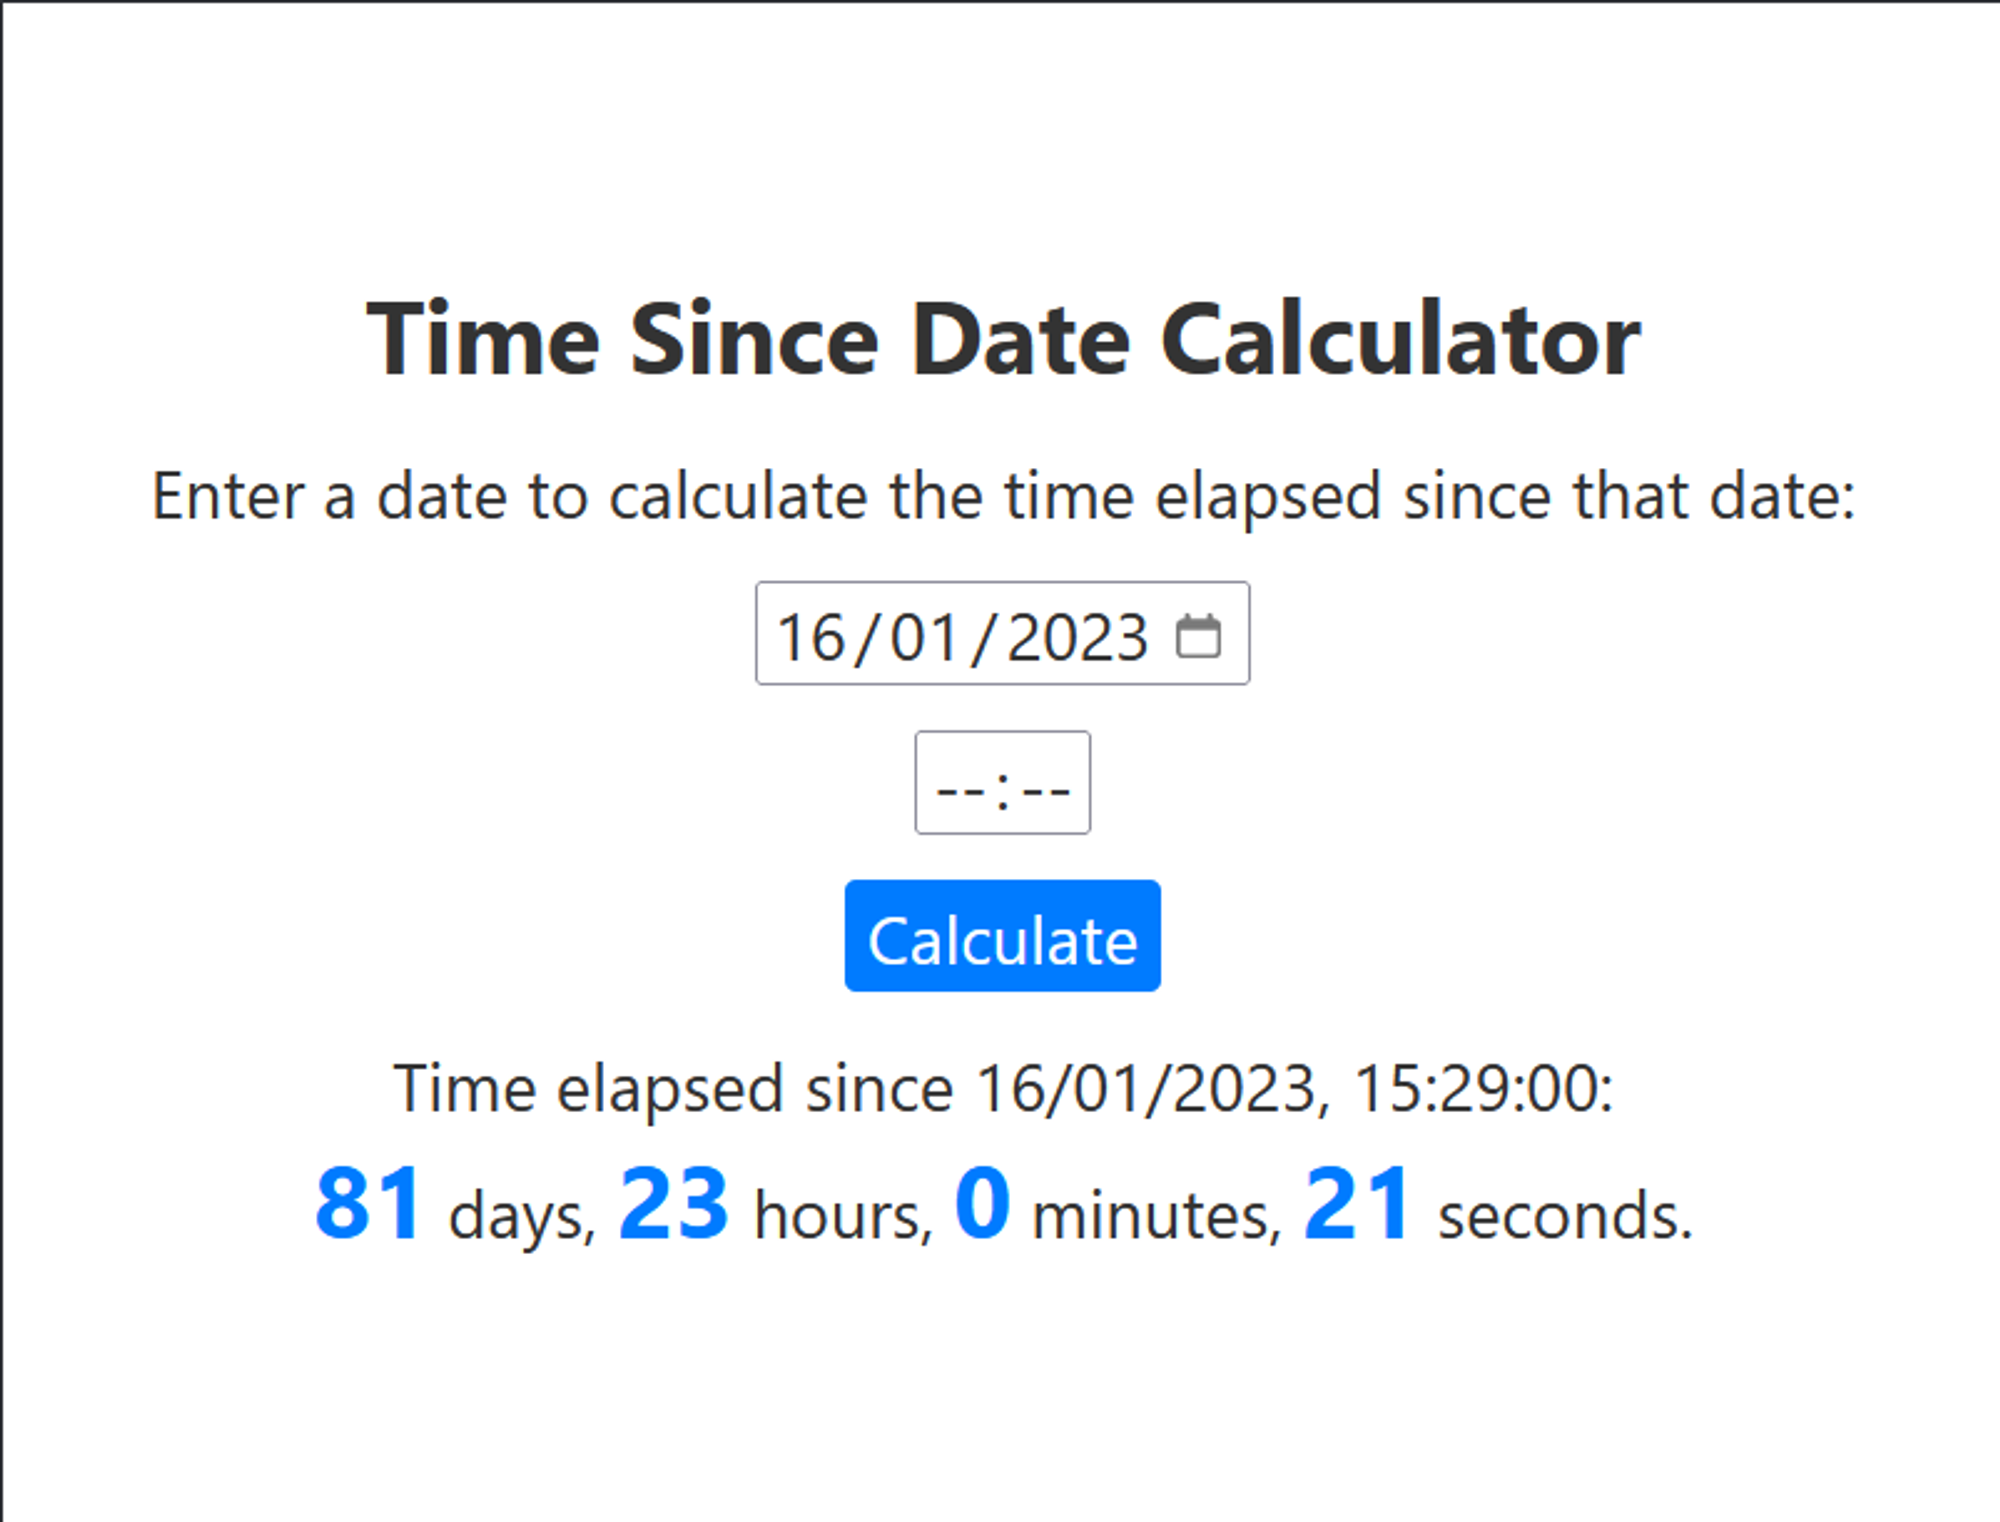 Time Since Date Calculator
Enter a date to calculate the time elapsed since that date:
16/01/2023
--:--
Calculate
Time elapsed since 16/01/2023, 15:29:00:
81 days, 23 hours, 0 minutes, 21 seconds.